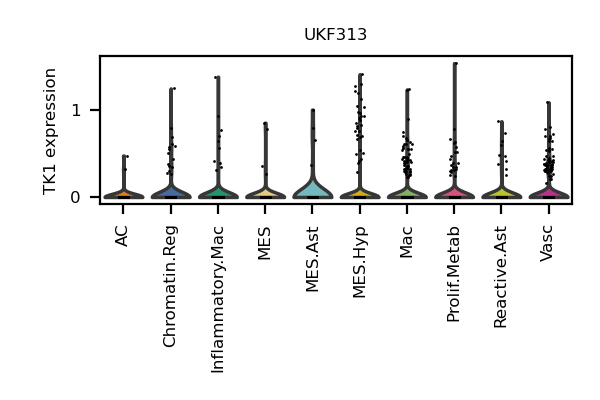 UKF313
TK1 expression
1
0
AC
Chromatin.Reg
Inflammatory.Mac
MES
MES.Ast
MES.Hyp
Mac
Prolif.Metab
Reactive.Ast
Vasc